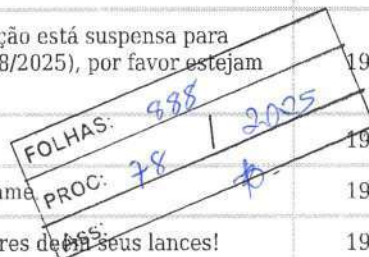 ção está suspensa para
8/2025), por favor estejam
19
FOLHAS: 888
19
PROC: 78 / 2025
ame
19
ASS:
res deem seus lances!
19